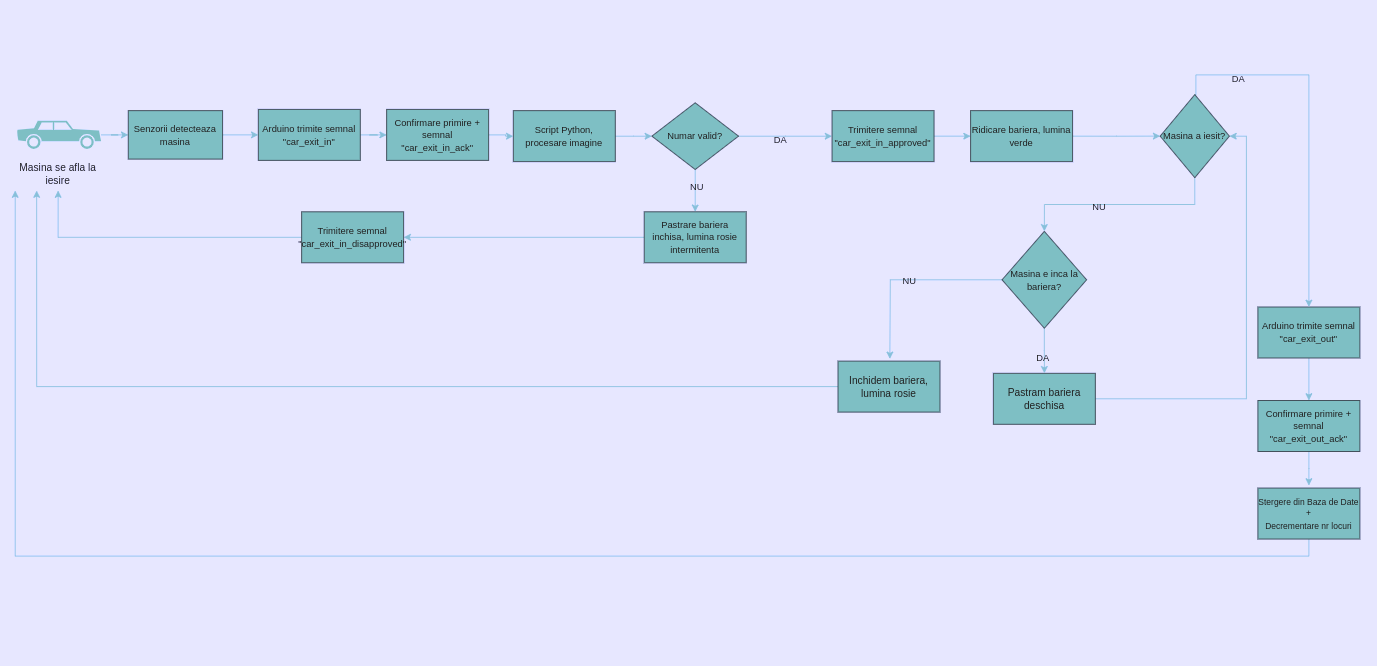 Masina se afla la
iesire
Senzorii detecteaza
masina
Arduino trimite semnal
"car_exit_in"
Confirmare primire +
semnal
"car_exit_in_ack"
Script Python,
procesare imagine
Numar valid?
DA
Trimitere semnal
"car_exit_in_approved"
Ridicare bariera, lumina
verde
Masina a iesit?
DA
NU
Pastrare bariera
inchisa, lumina rosie
intermitenta
Trimitere semnal
"car_exit_in_disapproved"
NU
Masina e inca la
bariera?
NU
Inchidem bariera,
lumina rosie
DA
Pastram bariera
deschisa
Arduino trimite semnal
"car_exit_out"
Confirmare primire +
semnal
"car_exit_out_ack"
Stergere din Baza de Date
+
Decrementare nr locuri